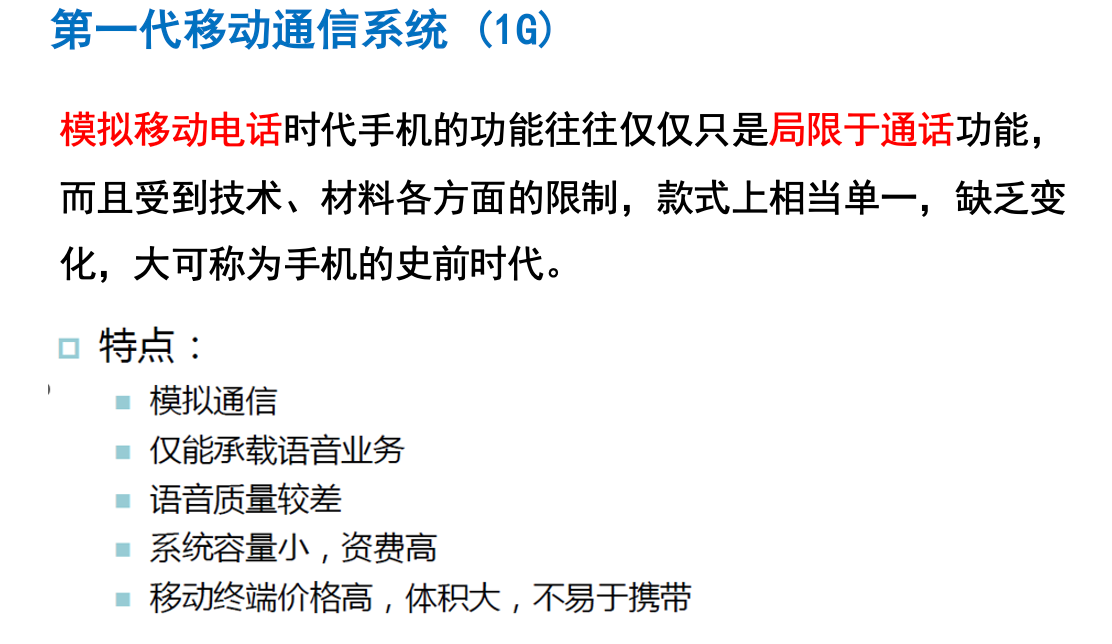 第一代移动通信系统 (1G)
模拟移动电话时代手机的功能往往仅仅只是局限于通话功能，
而且受到技术、材料各方面的限制，款式上相当单一，缺乏变
化，大可称为手机的史前时代。
特点：
模拟通信
仅能承载语音业务
语音质量较差
系统容量小，资费高
移动终端价格高，体积大，不易于携带